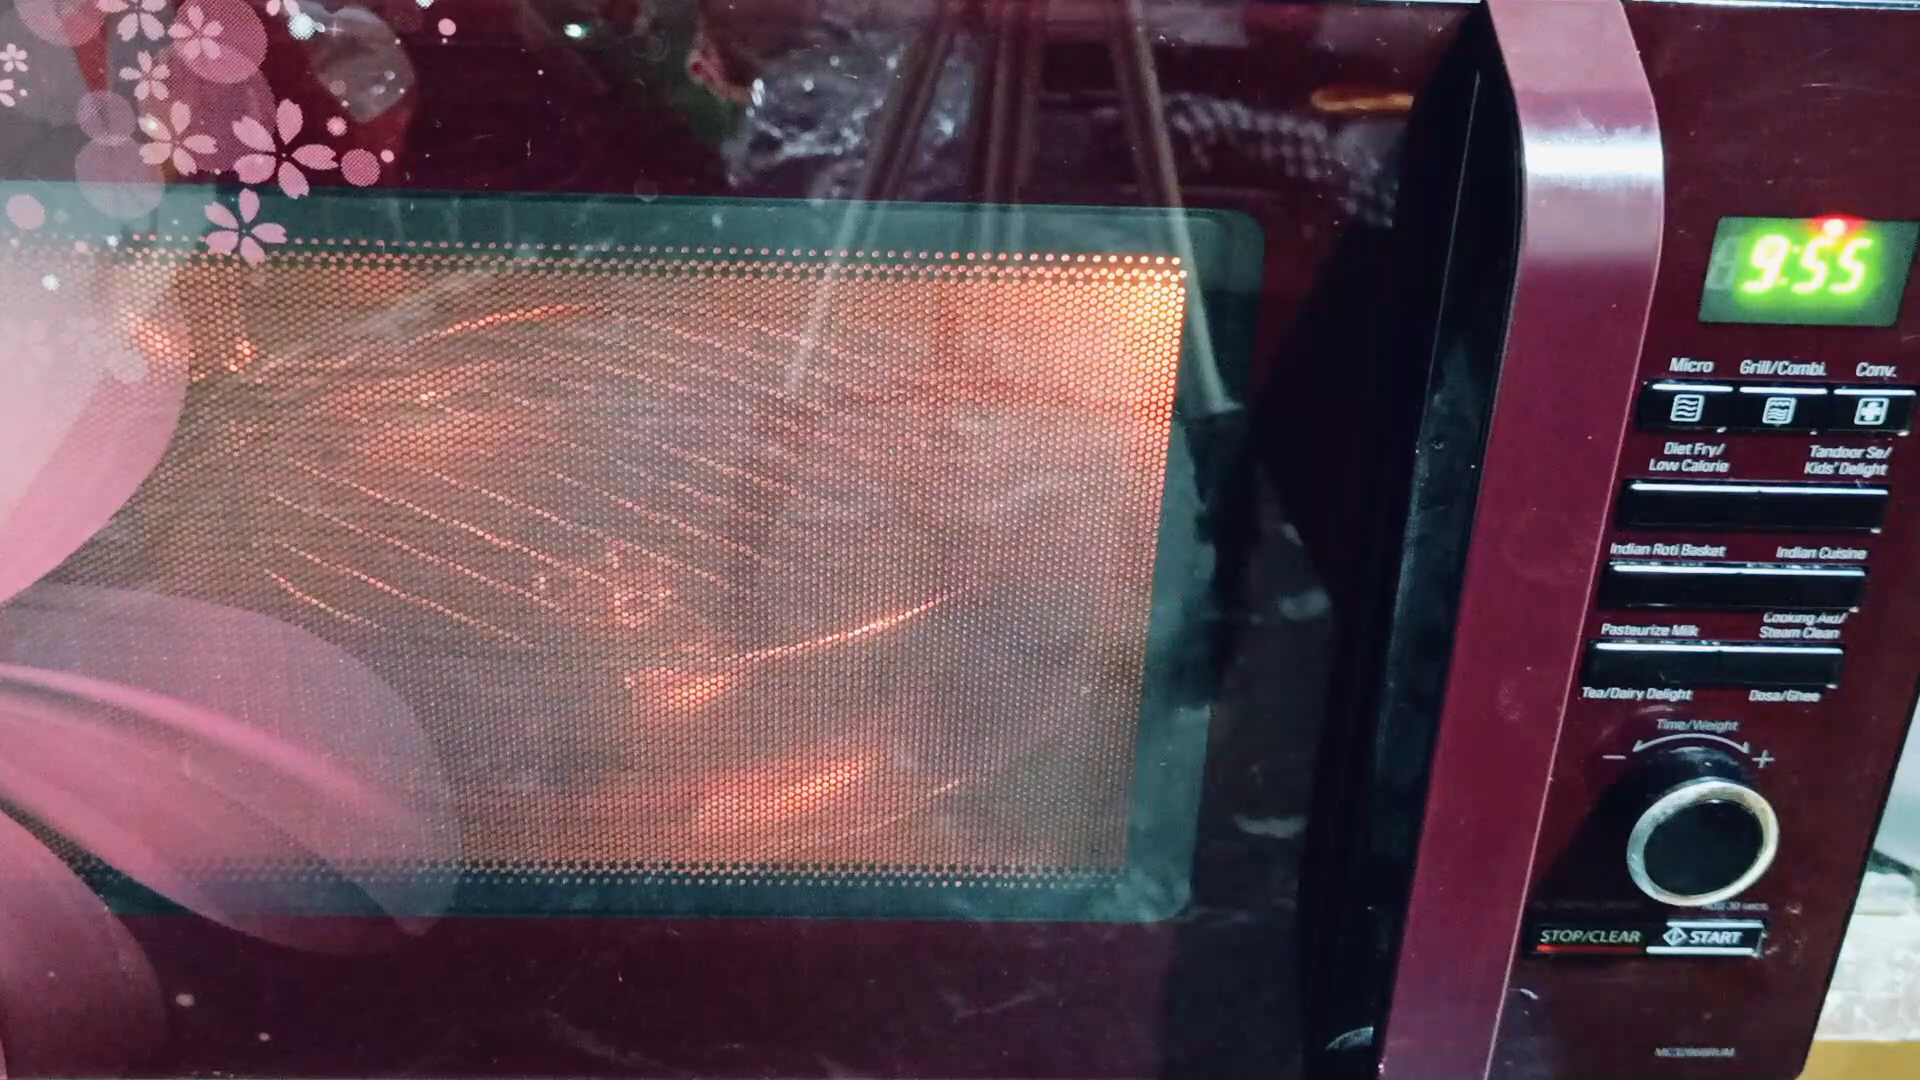 9:55
Micro Grill/Combi. Conv.
Diet Fry/
Low Calorie
Tandoor Se/
Kids' Delight
Indian Roti Basket Indian Cuisine
Pasteurize Milk
Cooking Aid/
Steam Clean
Tea/Dairy Delight Dosa/Ghee
Time/Weight
− +
STOP/CLEAR START